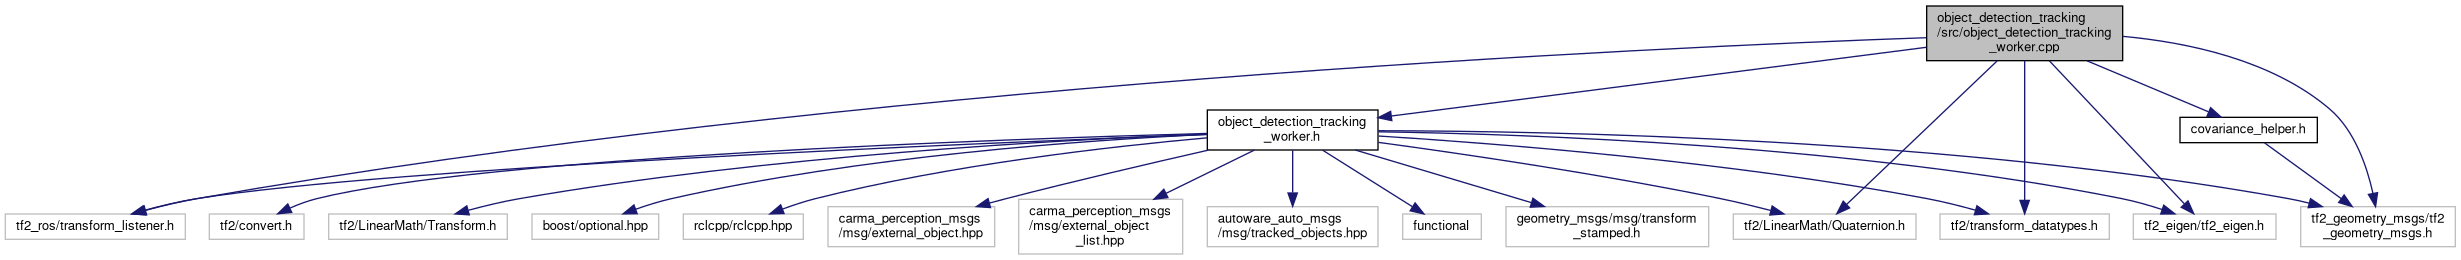 object_detection_tracking
/src/object_detection_tracking
_worker.cpp
object_detection_tracking
_worker.h
covariance_helper.h
tf2_ros/transform_listener.h
tf2/convert.h
tf2/LinearMath/Transform.h
boost/optional.hpp
rclcpp/rclcpp.hpp
carma_perception_msgs
/msg/external_object.hpp
carma_perception_msgs
/msg/external_object
_list.hpp
autoware_auto_msgs
/msg/tracked_objects.hpp
functional
geometry_msgs/msg/transform
_stamped.h
tf2/LinearMath/Quaternion.h
tf2/transform_datatypes.h
tf2_eigen/tf2_eigen.h
tf2_geometry_msgs/tf2
_geometry_msgs.h